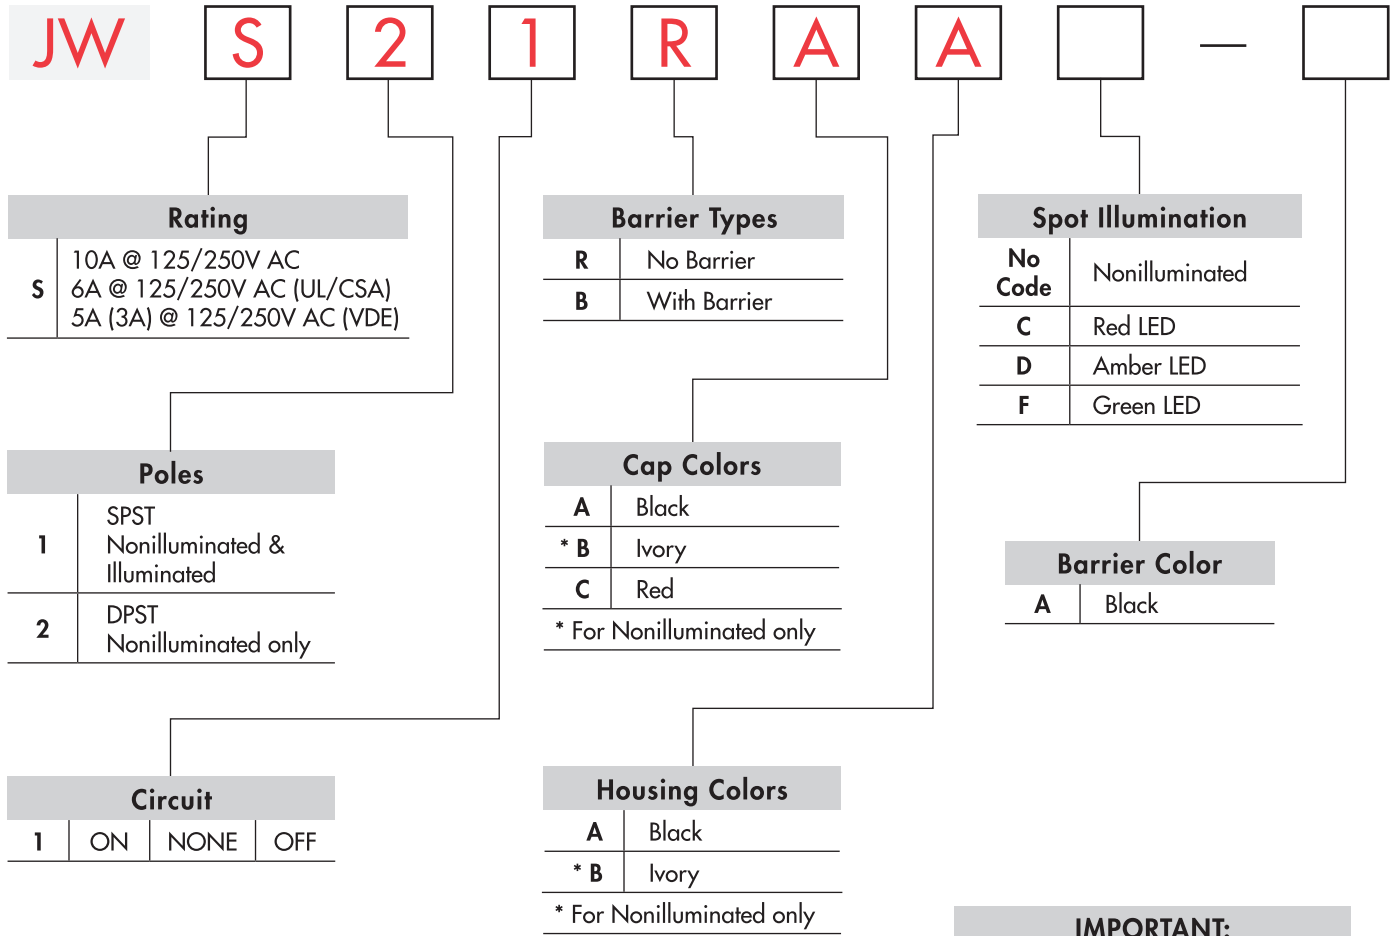 JW S 2 1 R A A —
Rating
S
10A @ 125/250V AC
6A @ 125/250V AC (UL/CSA)
5A (3A) @ 125/250V AC (VDE)
Poles
1
SPST
Nonilluminated &
Illuminated
2
DPST
Nonilluminated only
Circuit
1 ON NONE OFF
Barrier Types
R No Barrier
B With Barrier
Cap Colors
A Black
* B Ivory
C Red
* For Nonilluminated only
Housing Colors
A Black
* B Ivory
* For Nonilluminated only
Spot Illumination
No
Code
Nonilluminated
C Red LED
D Amber LED
F Green LED
Barrier Color
A Black
IMPORTANT: